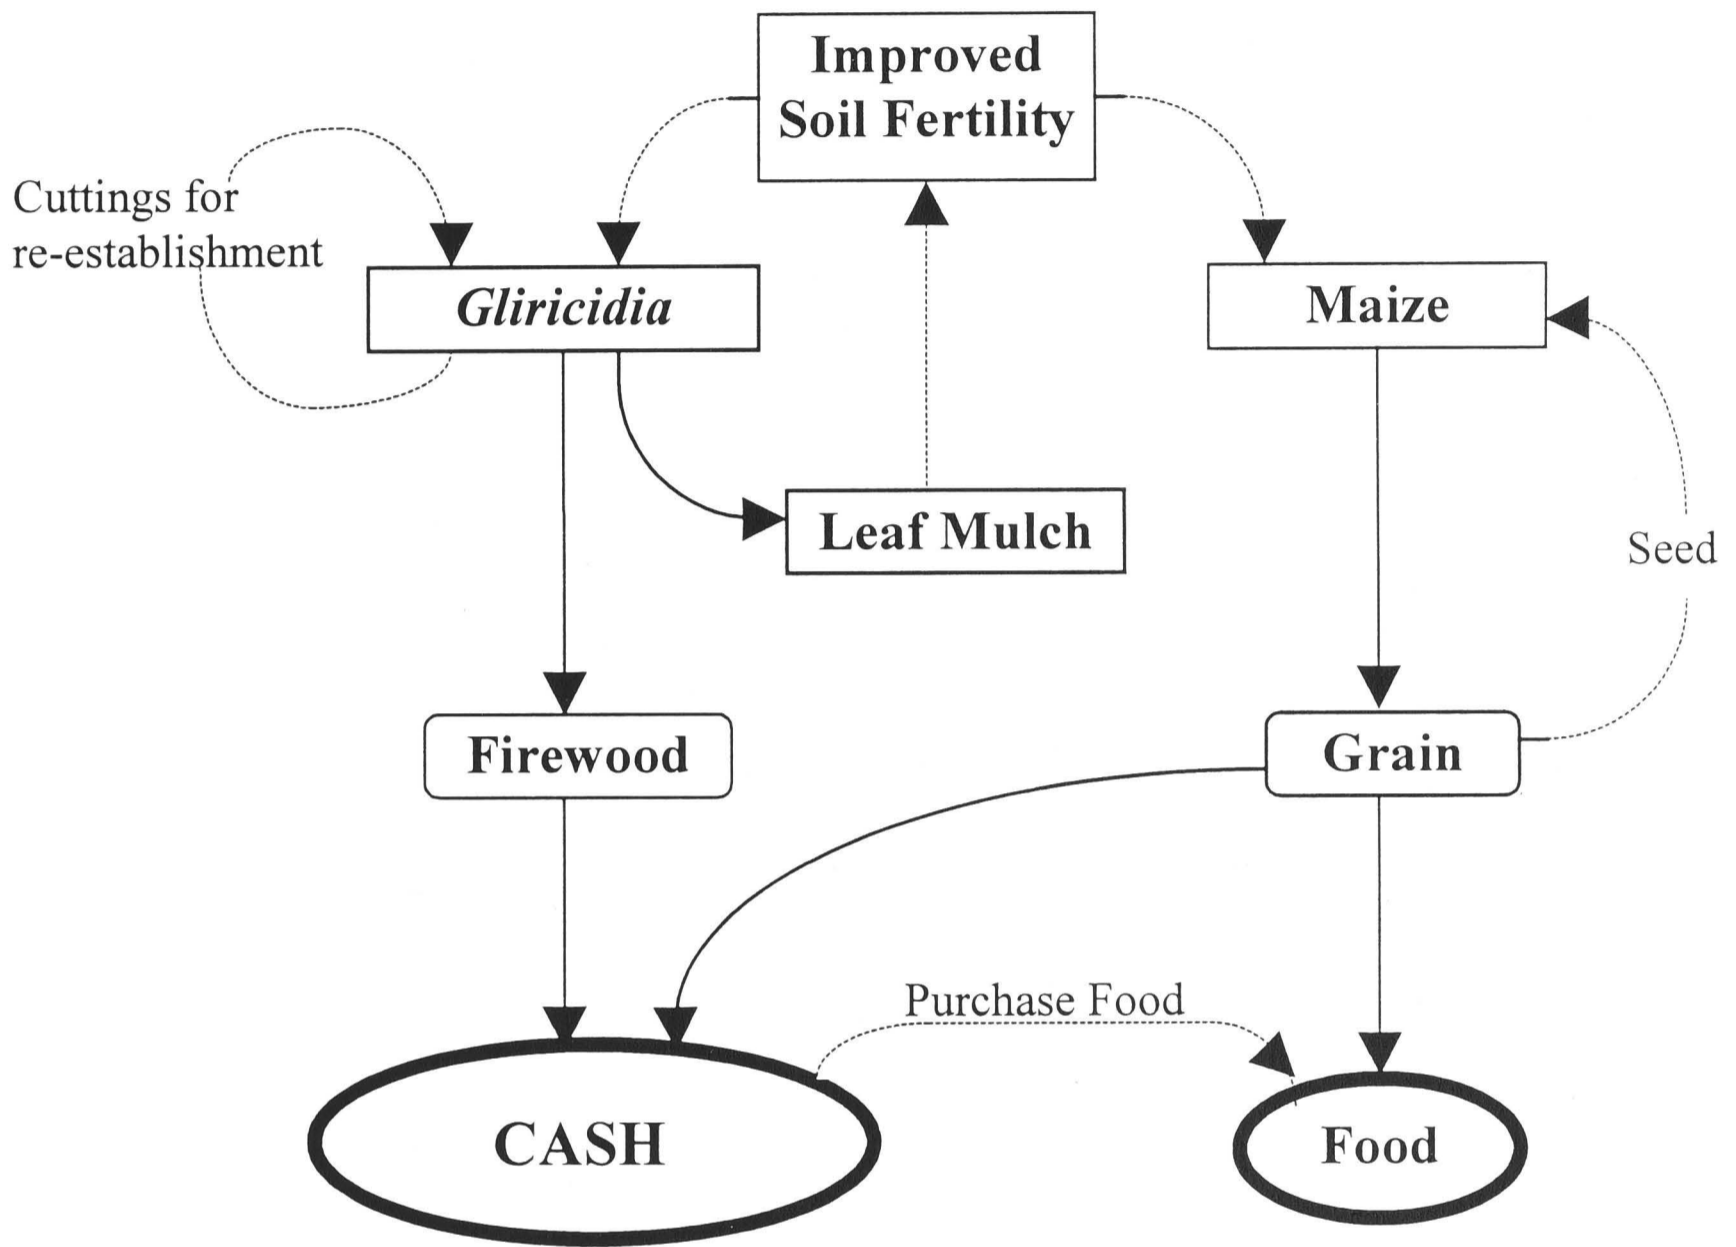 Improved
Soil Fertility
Cuttings for
re-establishment
Gliricidia
Maize
Leaf Mulch
Seed
Firewood
Grain
Purchase Food
CASH
Food